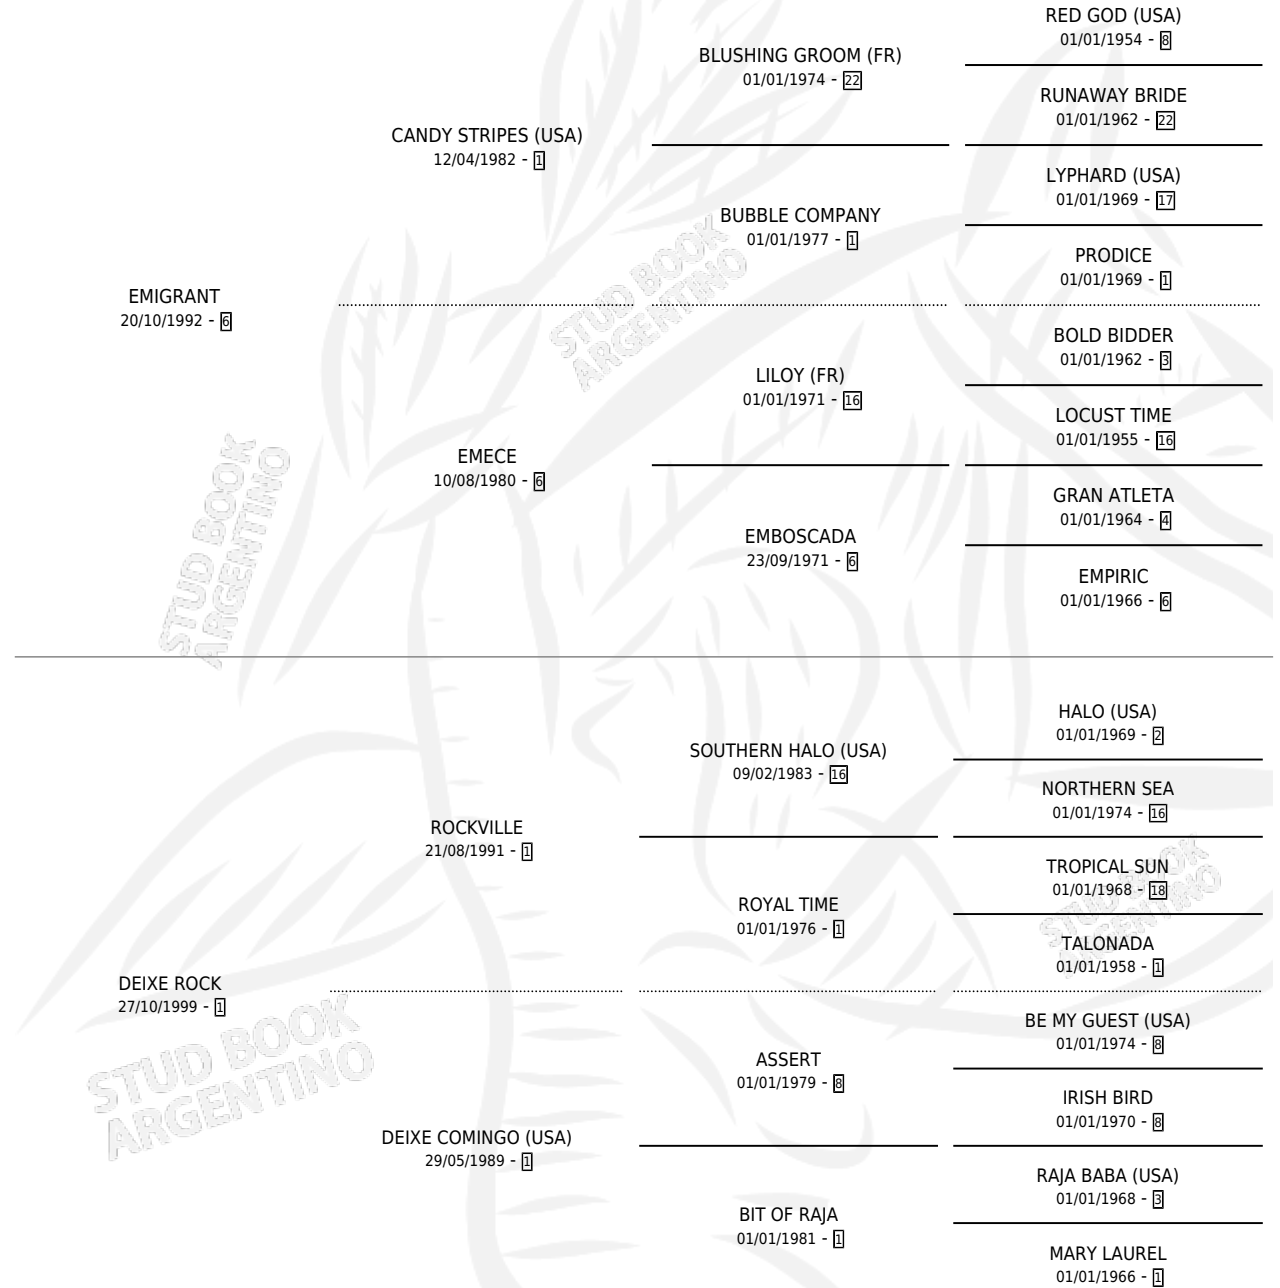 RED GOD (USA)
01/01/1954 - 8
BLUSHING GROOM (FR)
01/01/1974 - 22
RUNAWAY BRIDE
01/01/1962 - 22
CANDY STRIPES (USA)
12/04/1982 - 1
LYPHARD (USA)
01/01/1969 - 17
BUBBLE COMPANY
01/01/1977 - 1
PRODICE
01/01/1969 - 1
EMIGRANT
20/10/1992 - 6
BOLD BIDDER
01/01/1962 - 3
LILOY (FR)
01/01/1971 - 16
LOCUST TIME
01/01/1955 - 16
EMECE
10/08/1980 - 6
GRAN ATLETA
01/01/1964 - 4
EMBOSCADA
23/09/1971 - 6
EMPIRIC
01/01/1966 - 6
HALO (USA)
01/01/1969 - 2
SOUTHERN HALO (USA)
09/02/1983 - 16
NORTHERN SEA
01/01/1974 - 16
ROCKVILLE
21/08/1991 - 1
TROPICAL SUN
01/01/1968 - 18
ROYAL TIME
01/01/1976 - 1
TALONADA
01/01/1958 - 1
DEIXE ROCK
27/10/1999 - 1
BE MY GUEST (USA)
01/01/1974 - 8
ASSERT
01/01/1979 - 8
IRISH BIRD
01/01/1970 - 8
DEIXE COMINGO (USA)
29/05/1989 - 1
RAJA BABA (USA)
01/01/1968 - 3
BIT OF RAJA
01/01/1981 - 1
MARY LAUREL
01/01/1966 - 1
STUD BOOK
ARGENTINO
STUD BOOK
ARGENTINO
STUD BOOK
ARGENTINO
STUD BOOK
ARGENTINO